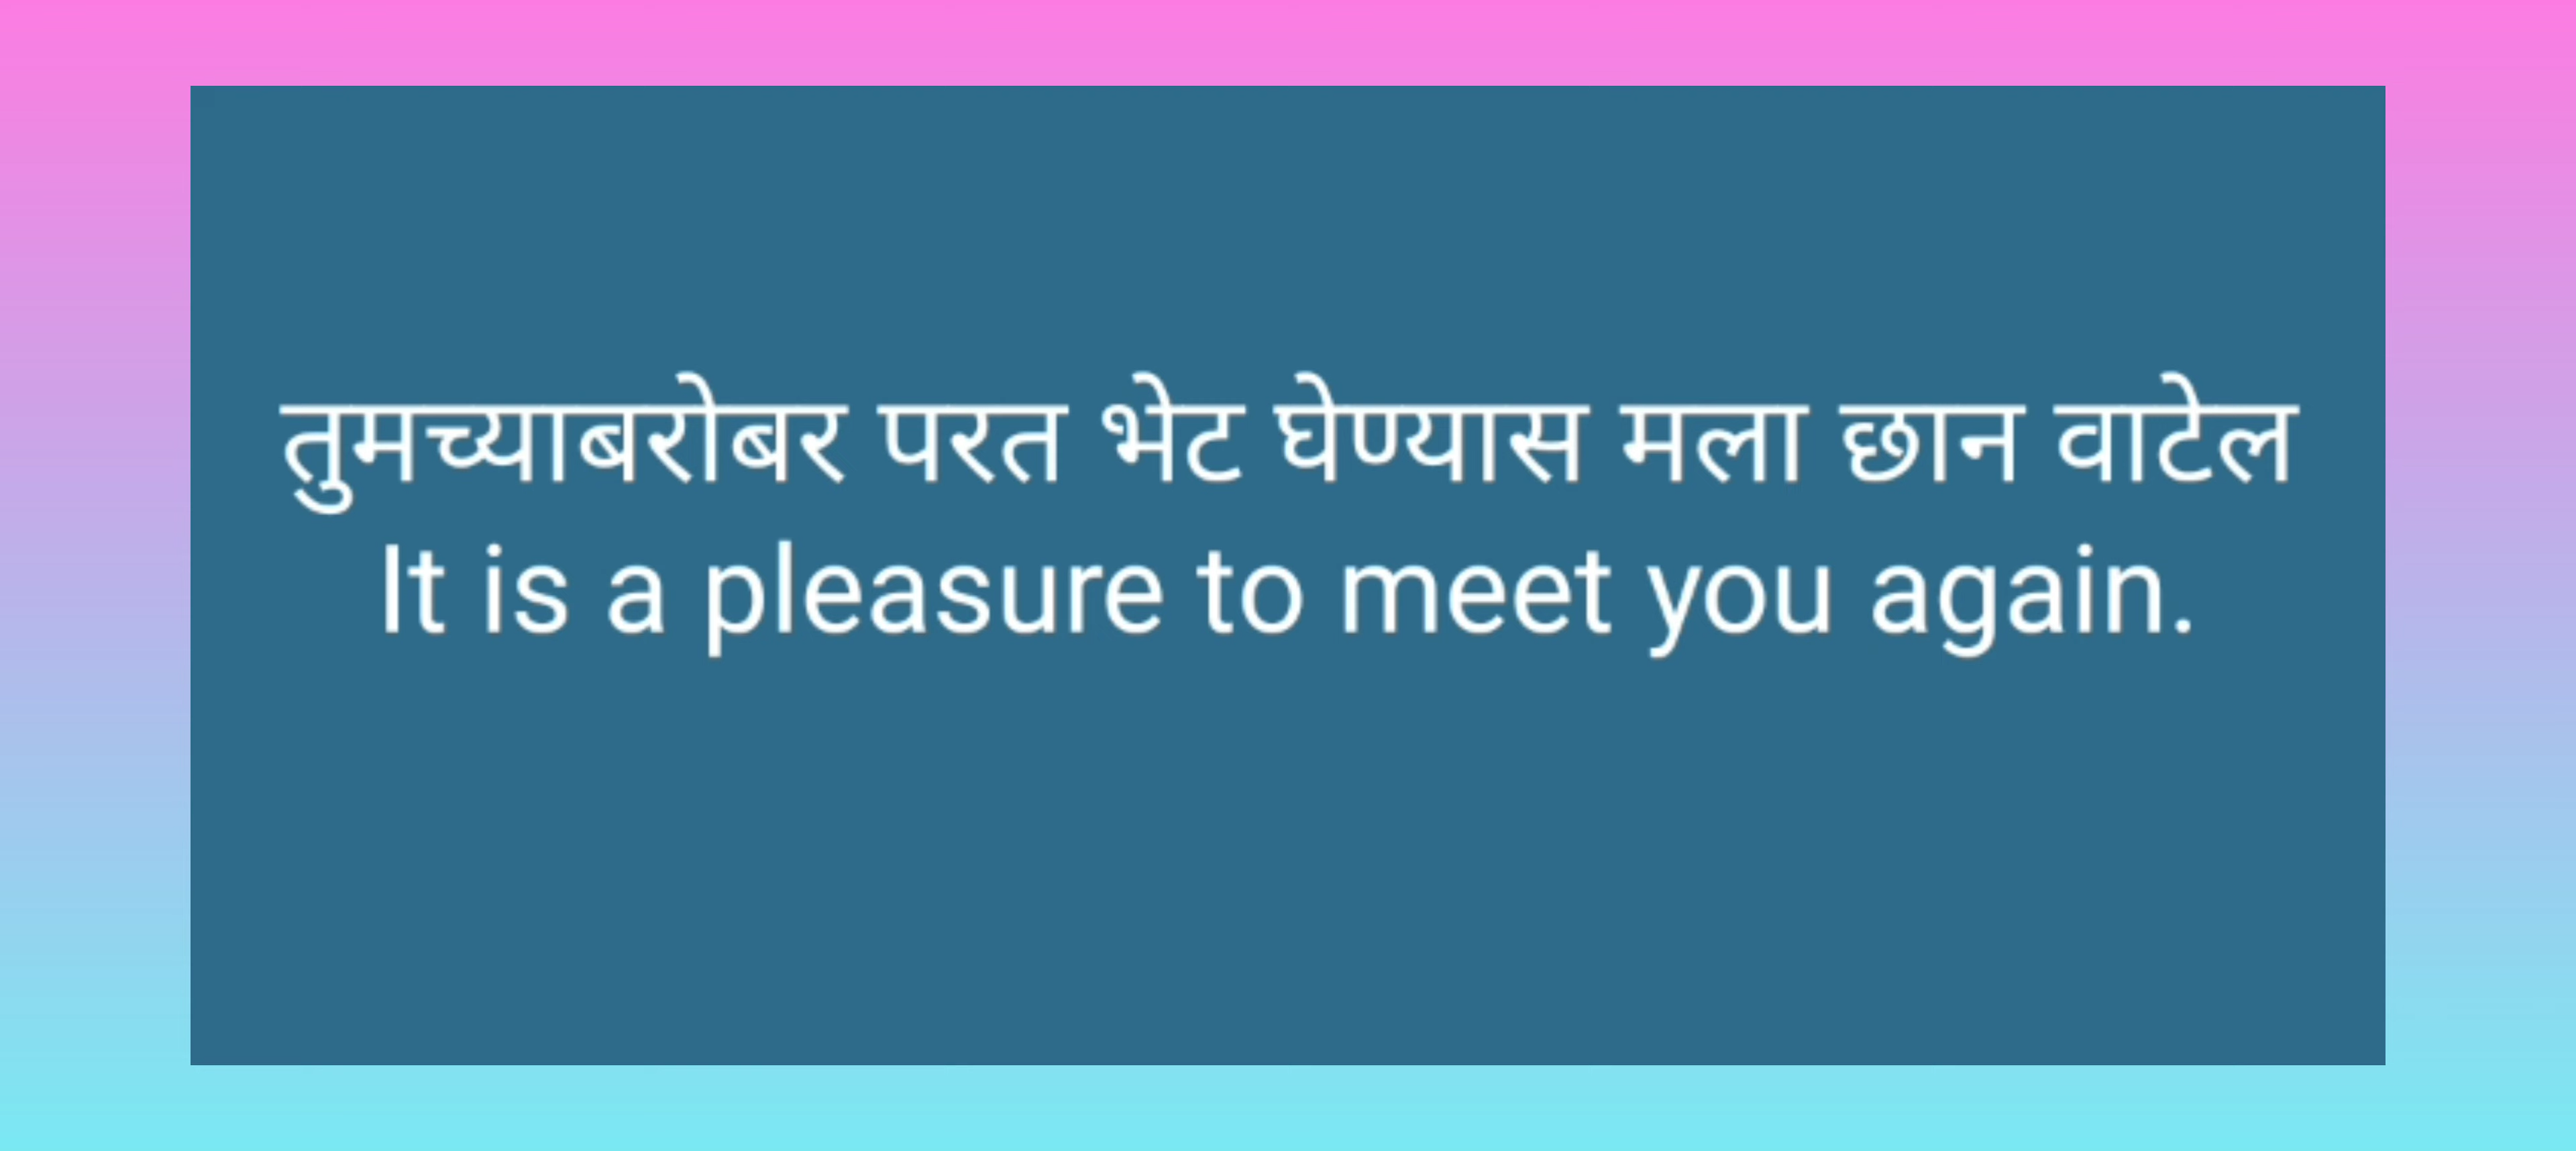 तुमच्याबरोबर परत भेट घेण्यास मला छान वाटेल
It is a pleasure to meet you again.